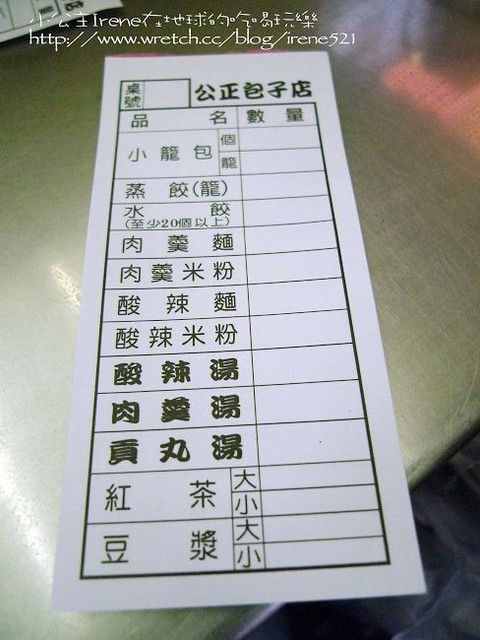 小公主Irene在地球的吃喝玩樂
http://www.wretch.cc/blog/irene521
桌號 公正包子店
品名 數量
小籠包 個
籠
蒸餃(籠)
水餃
(至少20個以上)
肉羹麵
肉羹米粉
酸辣麵
酸辣米粉
酸辣湯
肉羹湯
貢丸湯
紅茶 大
小
豆漿 大
小